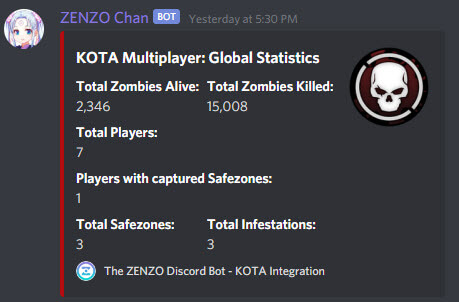 ZENZO Chan BOT Yesterday at 5:30 PM
KOTA Multiplayer: Global Statistics
Total Zombies Alive: Total Zombies Killed:
2,346 15,008
Total Players:
7
Players with captured Safezones:
1
Total Safezones: Total Infestations:
3 3
The ZENZO Discord Bot - KOTA Integration